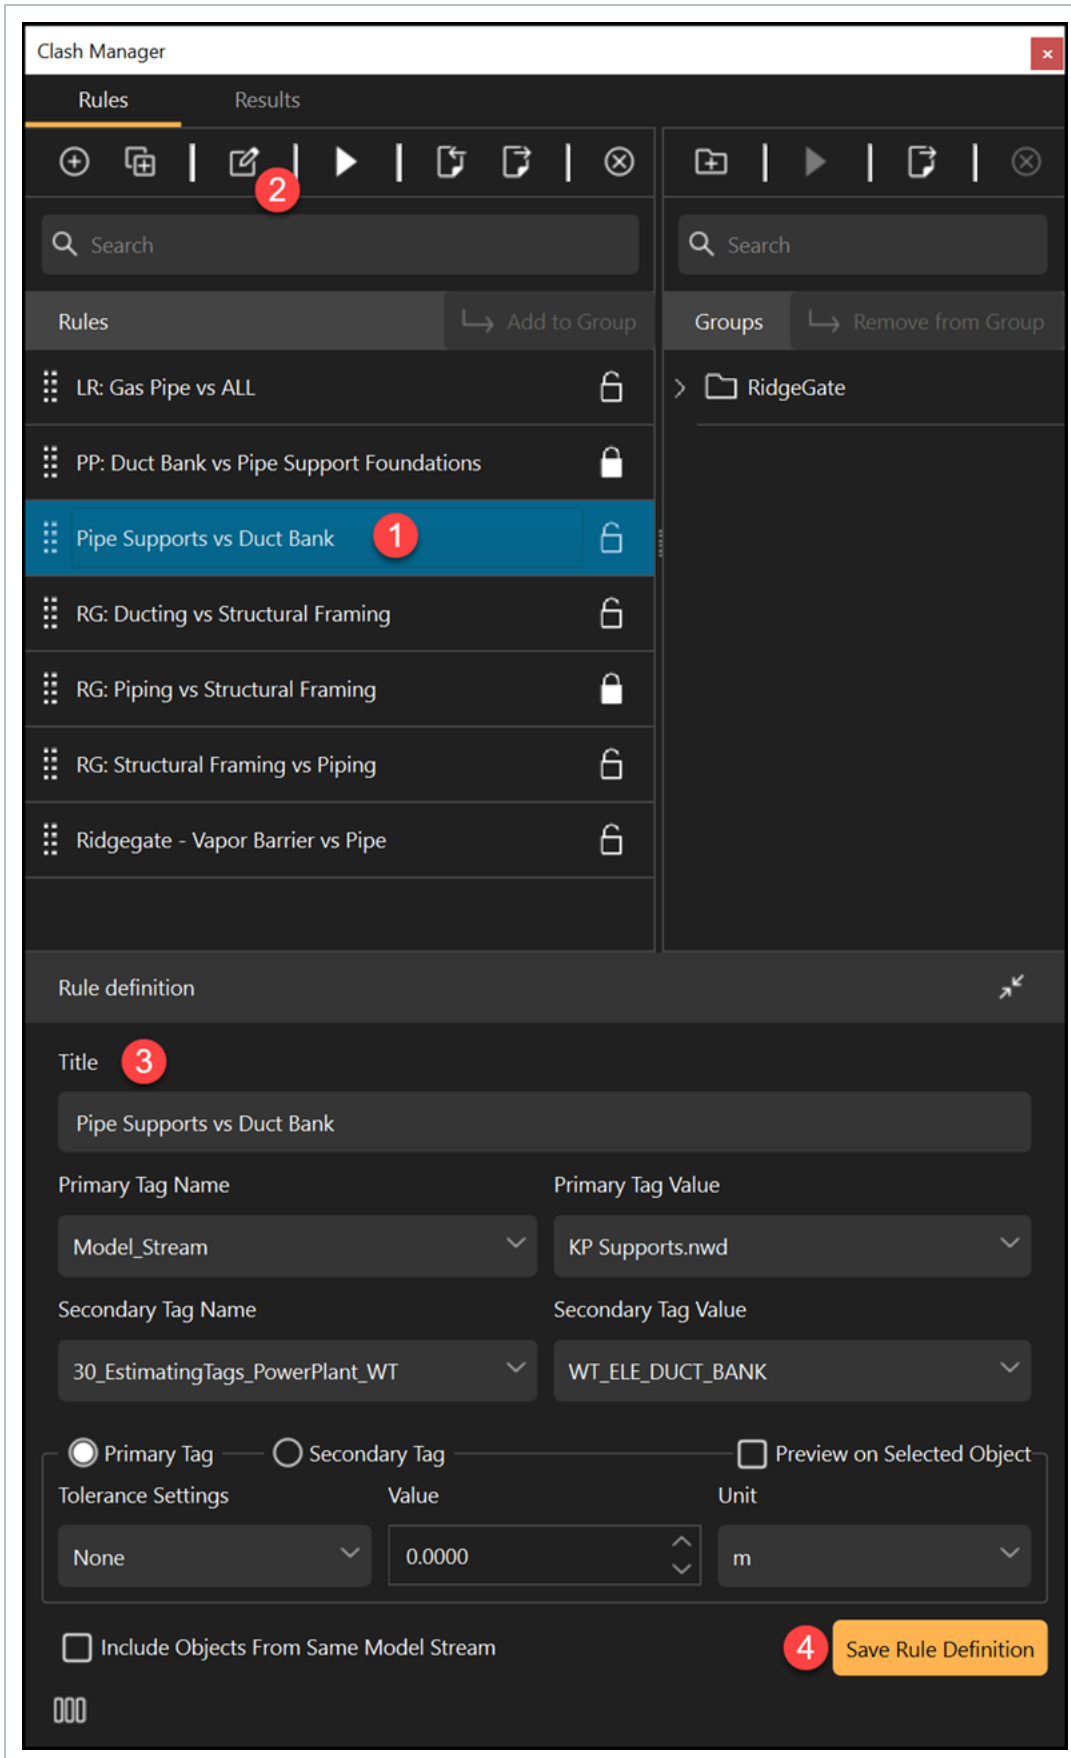 Clash Manager
x
Rules Results
2
Search
Search
Rules Add to Group
Groups Remove from Group
LR: Gas Pipe vs ALL
RidgeGate
PP: Duct Bank vs Pipe Support Foundations
Pipe Supports vs Duct Bank 1
RG: Ducting vs Structural Framing
RG: Piping vs Structural Framing
RG: Structural Framing vs Piping
Ridgegate - Vapor Barrier vs Pipe
Rule definition
Title 3
Pipe Supports vs Duct Bank
Primary Tag Name Primary Tag Value
Model_Stream KP Supports.nwd
Secondary Tag Name Secondary Tag Value
30_EstimatingTags_PowerPlant_WT WT_ELE_DUCT_BANK
Primary Tag Secondary Tag Preview on Selected Object
Tolerance Settings Value Unit
None 0.0000 m
Include Objects From Same Model Stream 4 Save Rule Definition